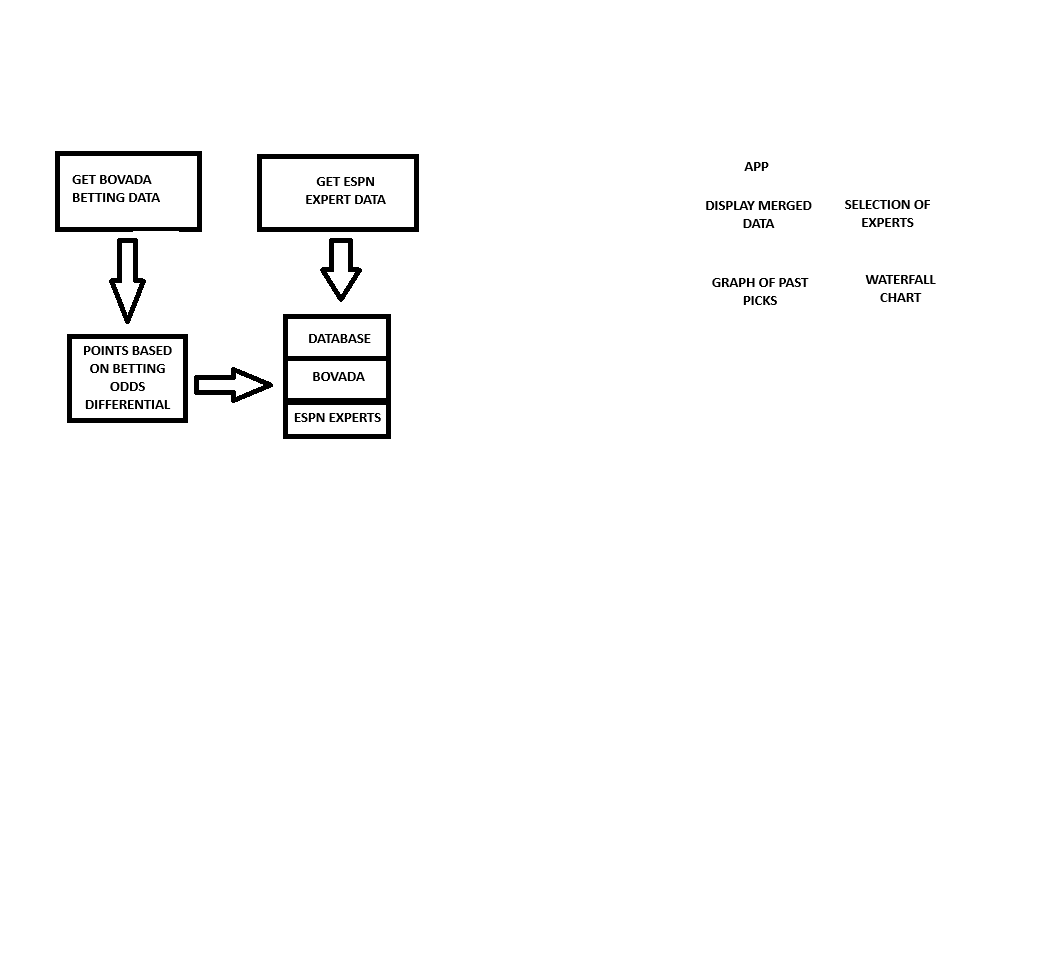 GET BOVADA
BETTING DATA
GET ESPN
EXPERT DATA
POINTS BASED
ON BETTING
ODDS
DIFFERENTIAL
DATABASE
BOVADA
ESPN EXPERTS
APP
DISPLAY MERGED
DATA
SELECTION OF
EXPERTS
GRAPH OF PAST
PICKS
WATERFALL
CHART